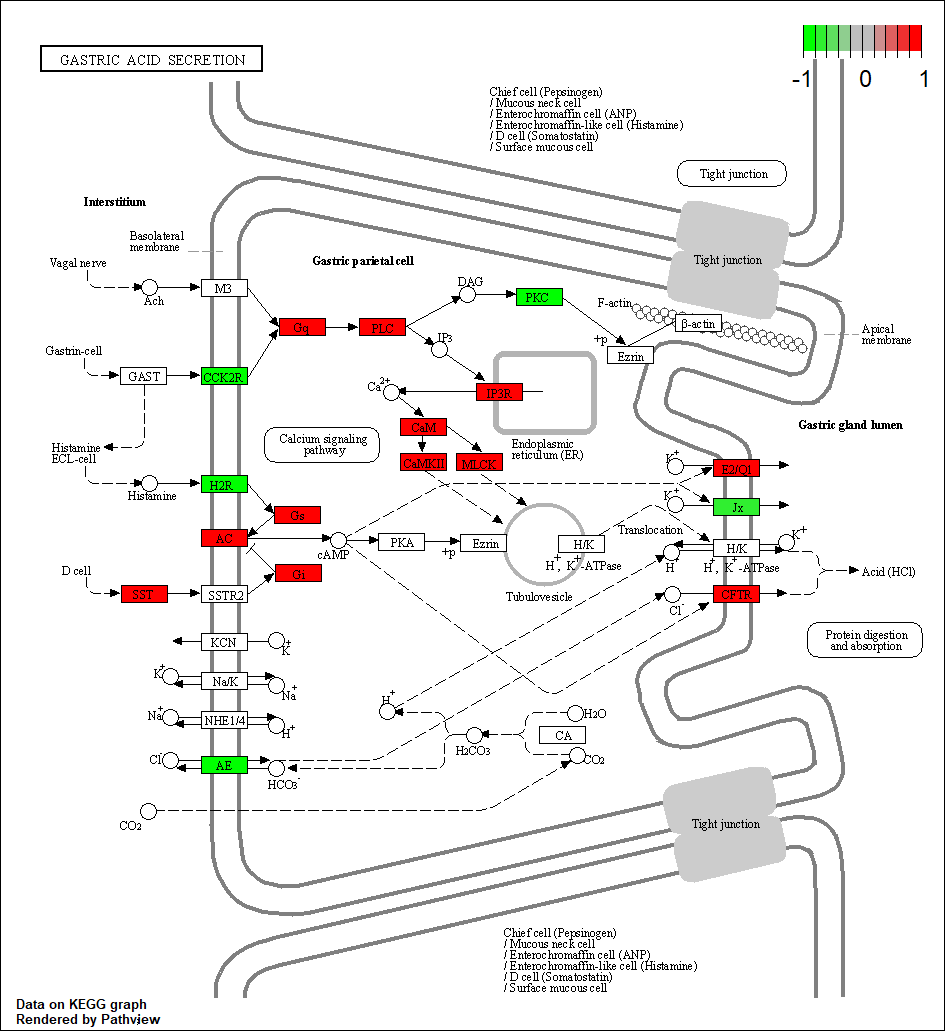 GASTRIC ACID SECRETION
-1 0 1
Chief cell (Pepsinogen)
/ Mucous neck cell
/ Enterochromaffin cell (ANP)
/ Enterochromaffin-like cell (Histamine)
/ D cell (Somatostatin)
/ Surface mucous cell
Tight junction
Interstitium
Basolateral
membrane
Gastric parietal cell
Tight junction
Vagal nerve
Ach
M3
DAG
PKC
F-actin
β-actin
Apical
membrane
Gq
PLC
IP3
+p
Ezrin
Gastrin-cell
GAST
CCK2R
Ca2+
IP3R
CaM
Gastric gland lumen
Calcium signaling
pathway
Endoplasmic
reticulum (ER)
Histamine
ECL-cell
CaMKII
MLCK
K+
E2/Q1
Histamine
H2R
K+
Jx
Gs
AC
cAMP
PKA
+p
Ezrin
H/K
H+, K+-ATPase
Translocation
H+
H/K
H+, K+-ATPase
K+
Acid (HCl)
D cell
SST
SSTR2
Gi
Tubulovesicle
Cl-
CFTR
KCN
K+
Protein digestion
and absorption
K+
Na/K
Na+
Na+
NHE1/4
H+
H+
H2O
CA
H2CO3
CO2
Cl-
AE
HCO3-
CO2
Tight junction
Chief cell (Pepsinogen)
/ Mucous neck cell
/ Enterochromaffin cell (ANP)
/ Enterochromaffin-like cell (Histamine)
/ D cell (Somatostatin)
/ Surface mucous cell
Data on KEGG graph
Rendered by Pathview